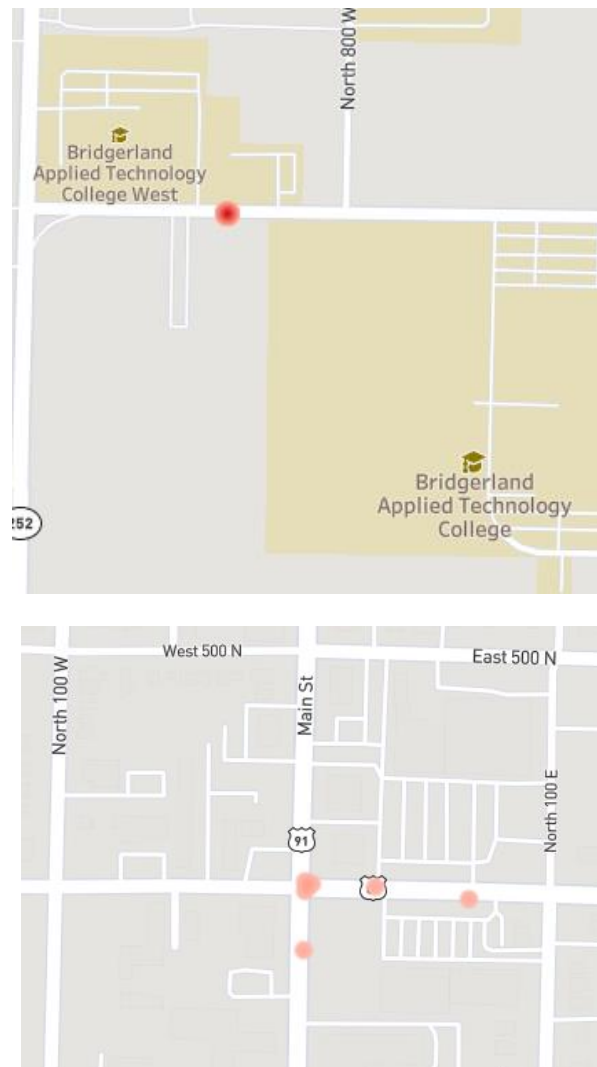 North 800 W
Bridgerland
Applied Technology
College West
Bridgerland
Applied Technology
College
252
West 500 N
East 500 N
North 100 W
Main St
91
North 100 E